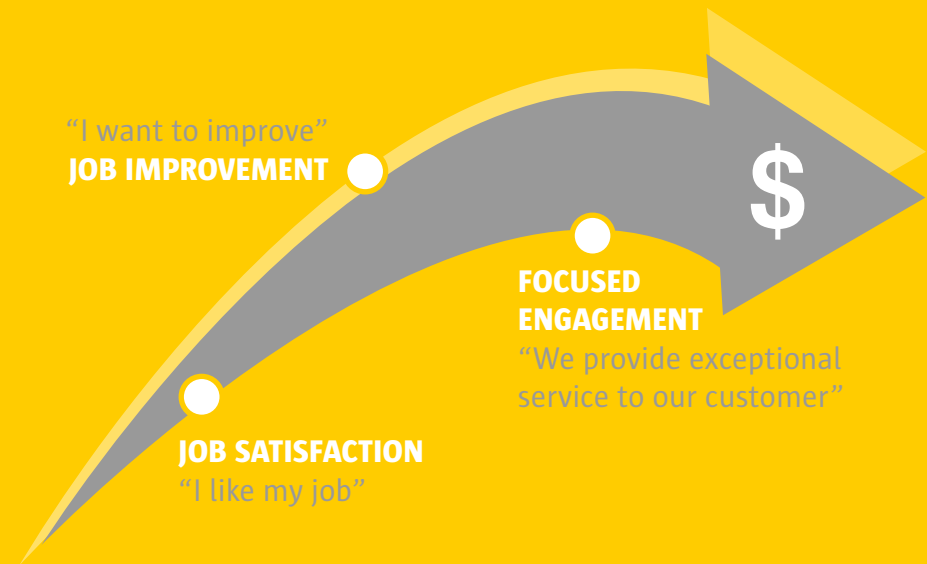 “I want to improve”
JOB IMPROVEMENT
$
FOCUSED
ENGAGEMENT
“We provide exceptional
service to our customer”
JOB SATISFACTION
“I like my job”